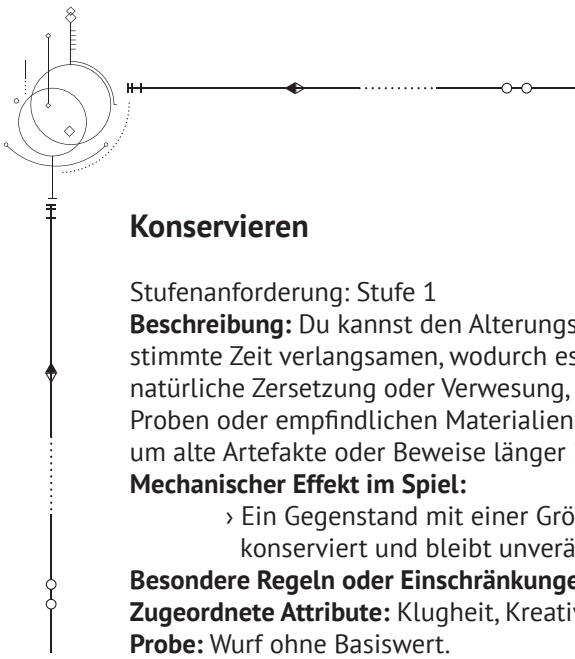 Konservieren
Stufenanforderung: Stufe 1
Beschreibung: Du kannst den Alterungs
stimmte Zeit verlangsamen, wodurch es
natürliche Zersetzung oder Verwesung,
Proben oder empfindlichen Materialien
um alte Artefakte oder Beweise länger
Mechanischer Effekt im Spiel:
› Ein Gegenstand mit einer Grö
konserviert und bleibt unverä
Besondere Regeln oder Einschränkunge
Zugeordnete Attribute: Klugheit, Kreativ
Probe: Wurf ohne Basiswert.